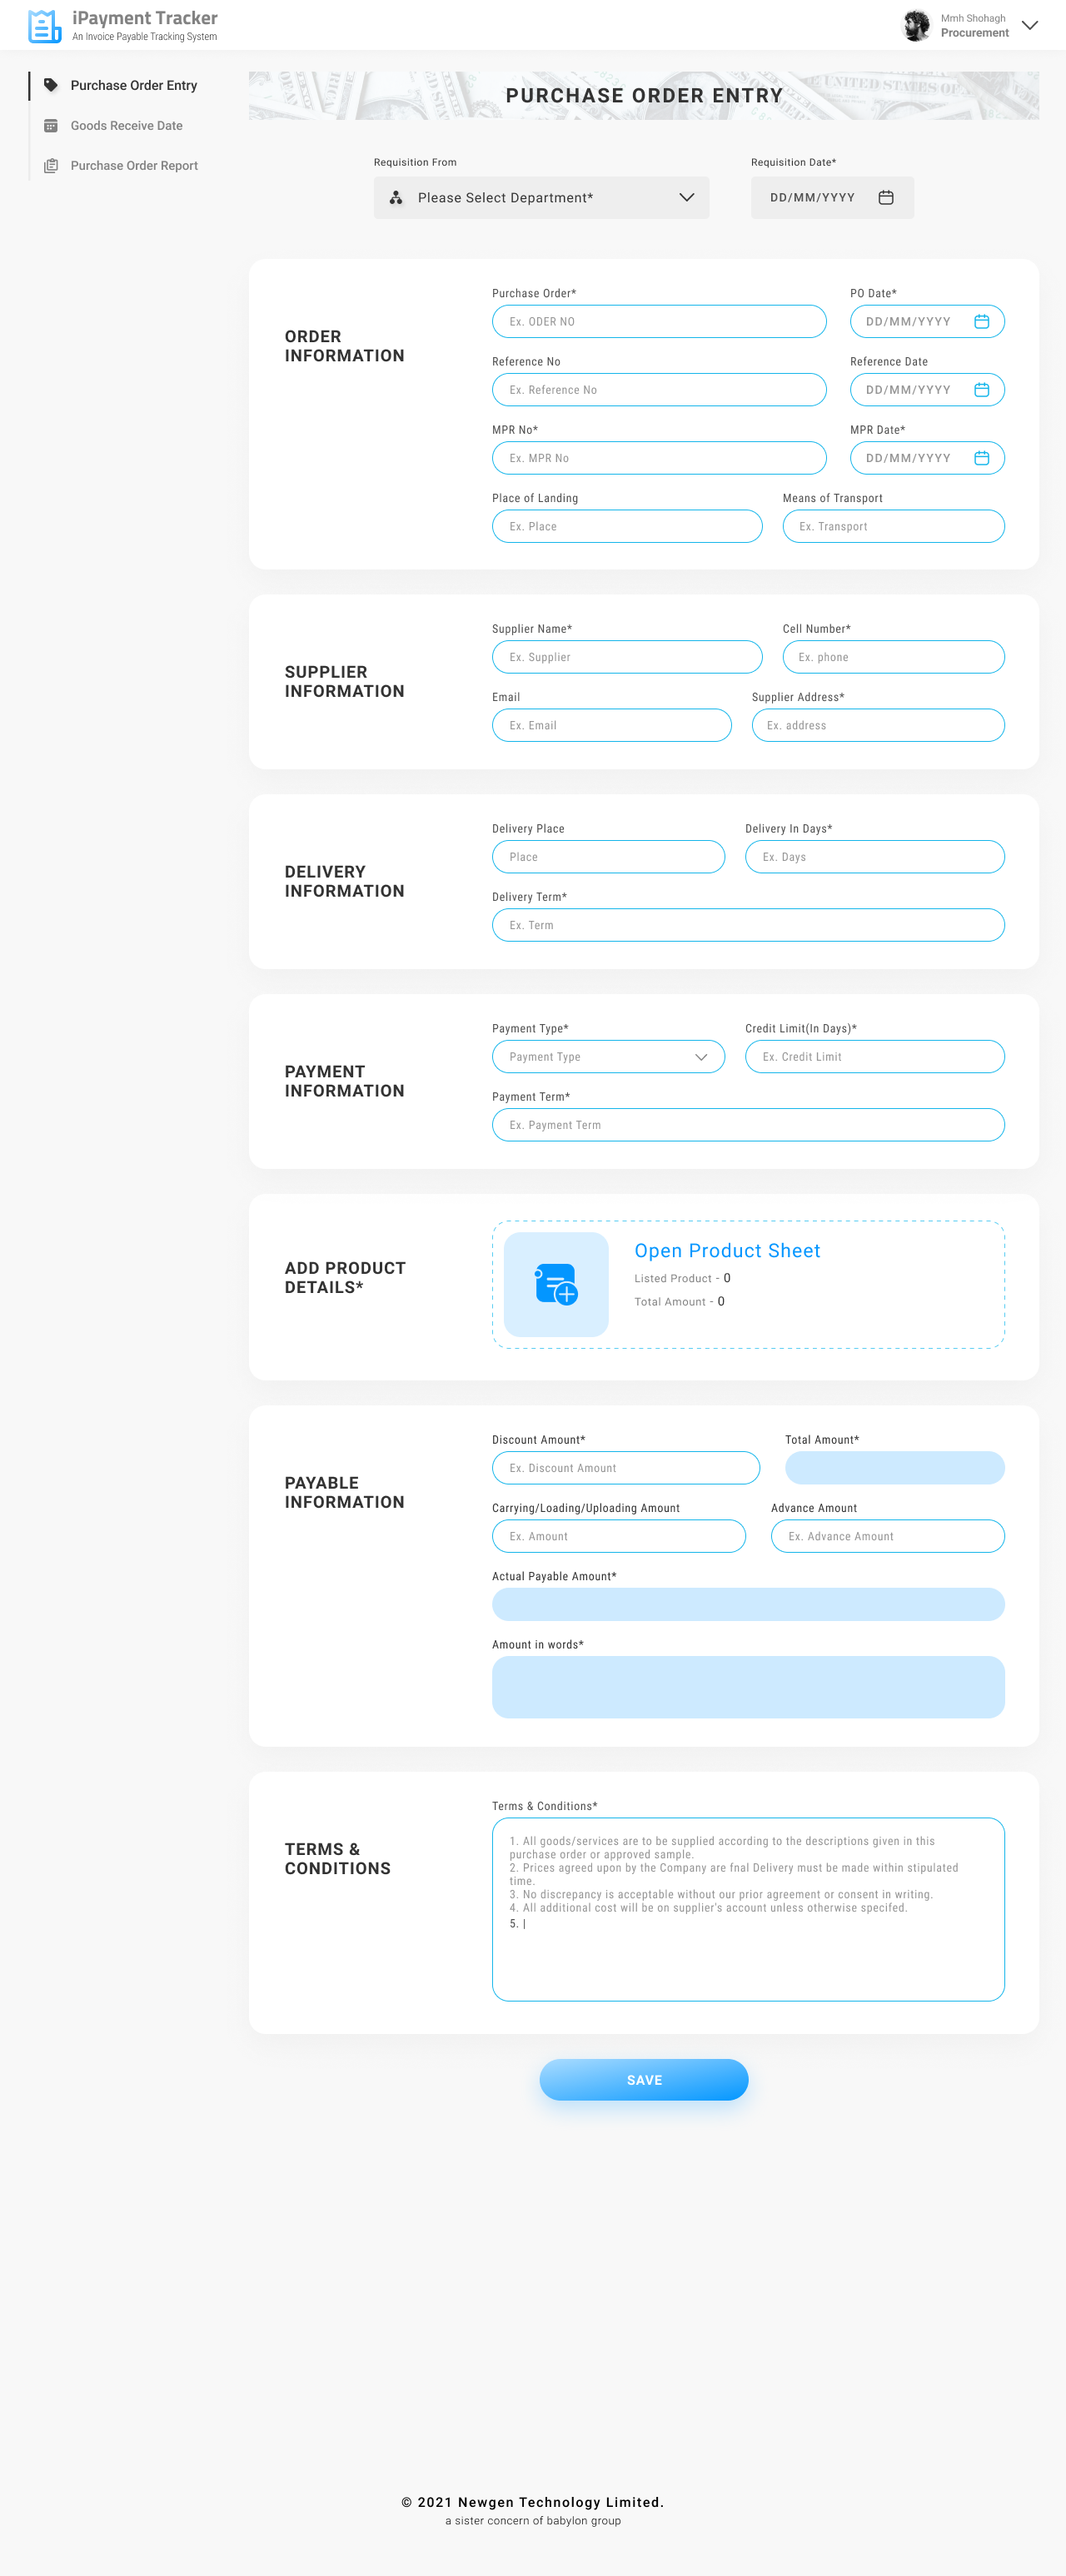 iPayment Tracker
An Invoice Payable Tracking System
Mmh Shohagh
Procurement
Purchase Order Entry
Goods Receive Date
Purchase Order Report
UNITED STATES OF
PURCHASE ORDER ENTRY
Requisition From
Requisition Date*
Please Select Department*
DD/MM/YYYY
ORDER
INFORMATION
Purchase Order*
PO Date*
Ex. ODER NO
DD/MM/YYYY
Reference No
Reference Date
Ex. Reference No
DD/MM/YYYY
MPR No*
MPR Date*
Ex. MPR No
DD/MM/YYYY
Place of Landing
Means of Transport
Ex. Place
Ex. Transport
SUPPLIER
INFORMATION
Supplier Name*
Cell Number*
Ex. Supplier
Ex. phone
Email
Supplier Address*
Ex. Email
Ex. address
DELIVERY
INFORMATION
Delivery Place
Delivery In Days*
Place
Ex. Days
Delivery Term*
Ex. Term
PAYMENT
INFORMATION
Payment Type*
Credit Limit(In Days)*
Payment Type
Ex. Credit Limit
Payment Term*
Ex. Payment Term
ADD PRODUCT
DETAILS*
Open Product Sheet
Listed Product - 0
Total Amount - 0
PAYABLE
INFORMATION
Discount Amount*
Total Amount*
Ex. Discount Amount
Carrying/Loading/Uploading Amount
Advance Amount
Ex. Amount
Ex. Advance Amount
Actual Payable Amount*
Amount in words*
TERMS &
CONDITIONS
Terms & Conditions*
1. All goods/services are to be supplied according to the descriptions given in this
purchase order or approved sample.
2. Prices agreed upon by the Company are fnal Delivery must be made within stipulated
time.
3. No discrepancy is acceptable without our prior agreement or consent in writing.
4. All additional cost will be on supplier's account unless otherwise specifed.
5. |
SAVE
© 2021 Newgen Technology Limited.
a sister concern of babylon group